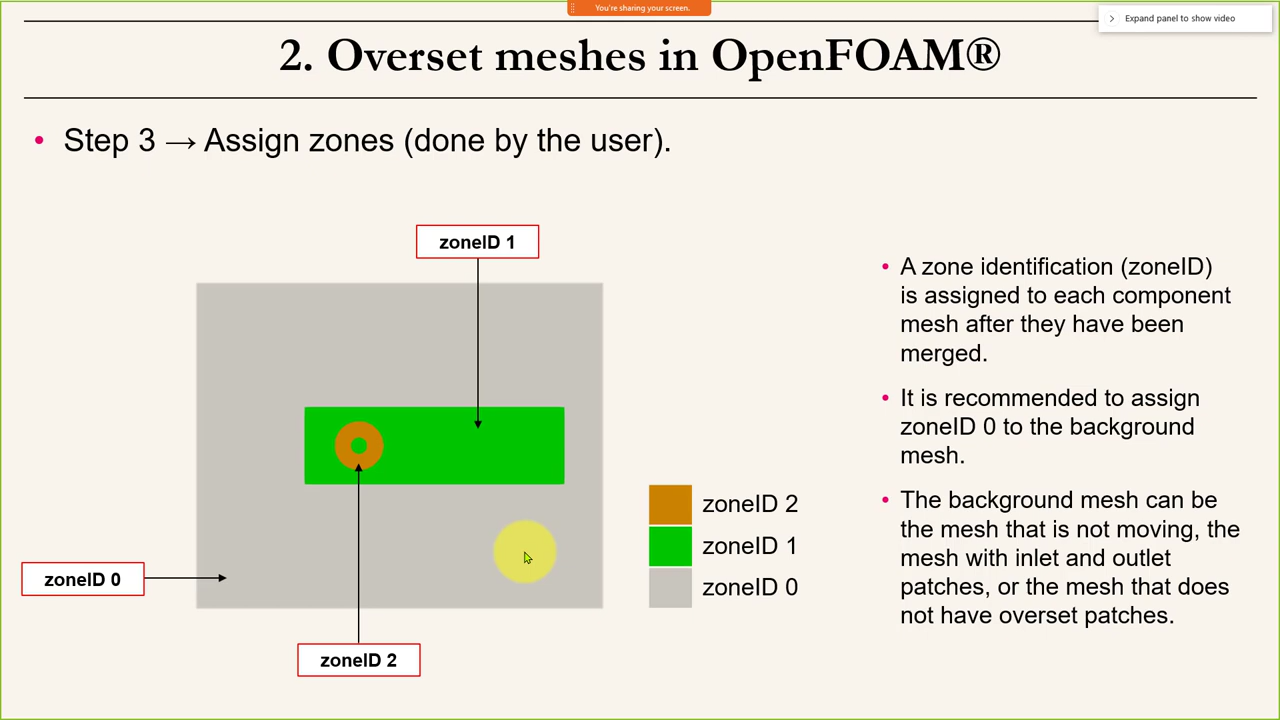 You're sharing your screen.
Expand panel to show video
2. Overset meshes in OpenFOAM®
• Step 3 → Assign zones (done by the user).
zoneID 1
zoneID 0
zoneID 2
zoneID 2
zoneID 1
zoneID 0
• A zone identification (zoneID)
is assigned to each component
mesh after they have been
merged.
• It is recommended to assign
zoneID 0 to the background
mesh.
• The background mesh can be
the mesh that is not moving, the
mesh with inlet and outlet
patches, or the mesh that does
not have overset patches.